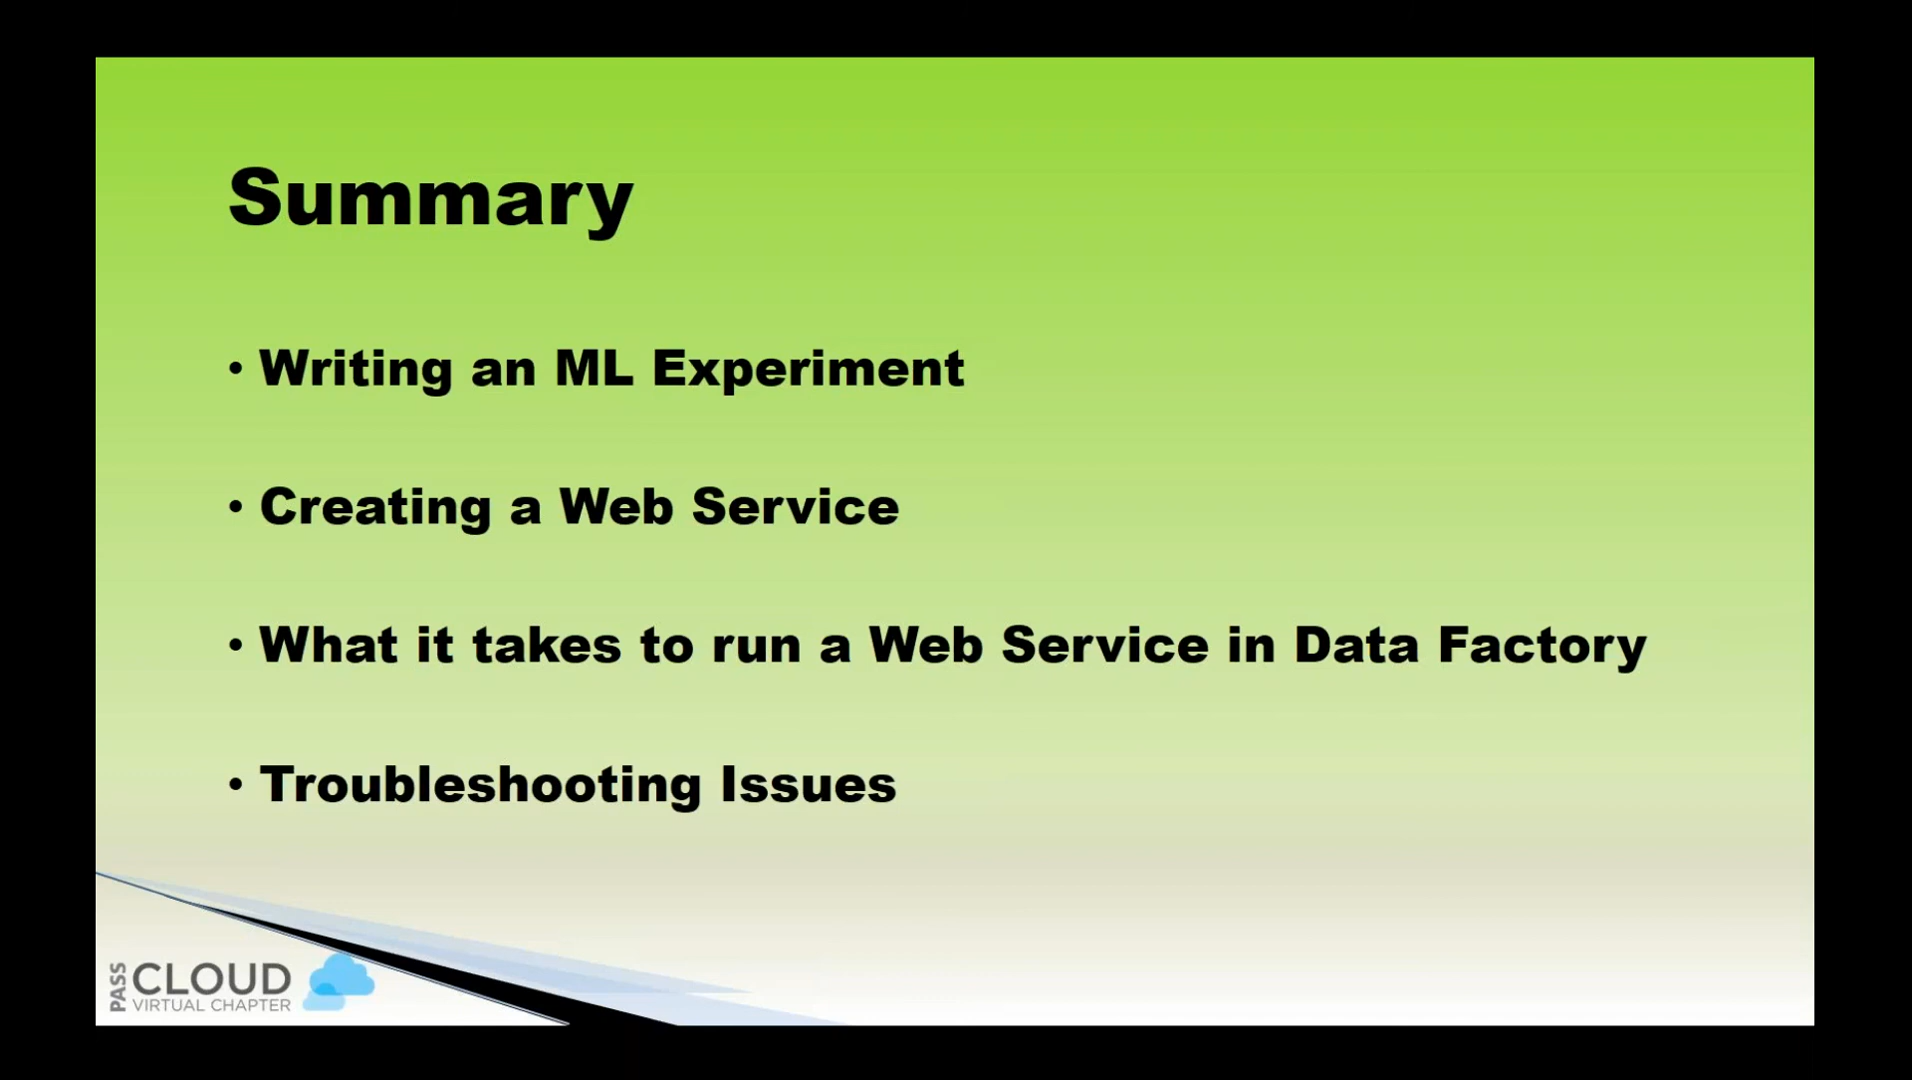 Summary
• Writing an ML Experiment
• Creating a Web Service
• What it takes to run a Web Service in Data Factory
• Troubleshooting Issues
PASS
CLOUD
VIRTUAL CHAPTER